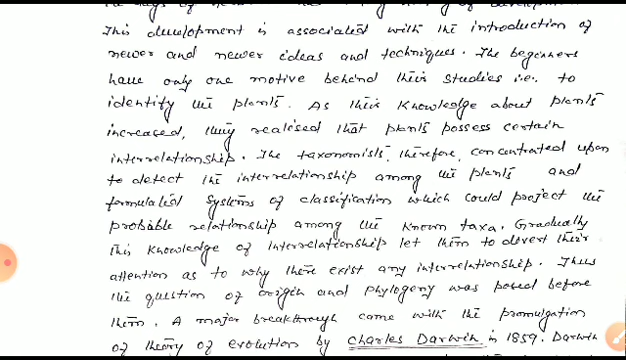 This development is associated with the introduction of
newer and newer ideas and techniques. The beginners
have only one motive behind their studies i.e., to
identify the plants. As their knowledge about plants
increased, they realised that plants possess certain
interrelationship. The taxonomists, therefore, concentrated upon
to detect the interrelationship among the plants and
formulated systems of classification which could project the
probable relationship among the known taxa. Gradually
this knowledge of interrelationship let them to divert their
attention as to why there exist any interrelationship. Thus
the question of origin and phylogeny was posed before
them. A major breakthrough came with the promulgation
of theory of evolution by Charles Darwin in 1859. Darwin